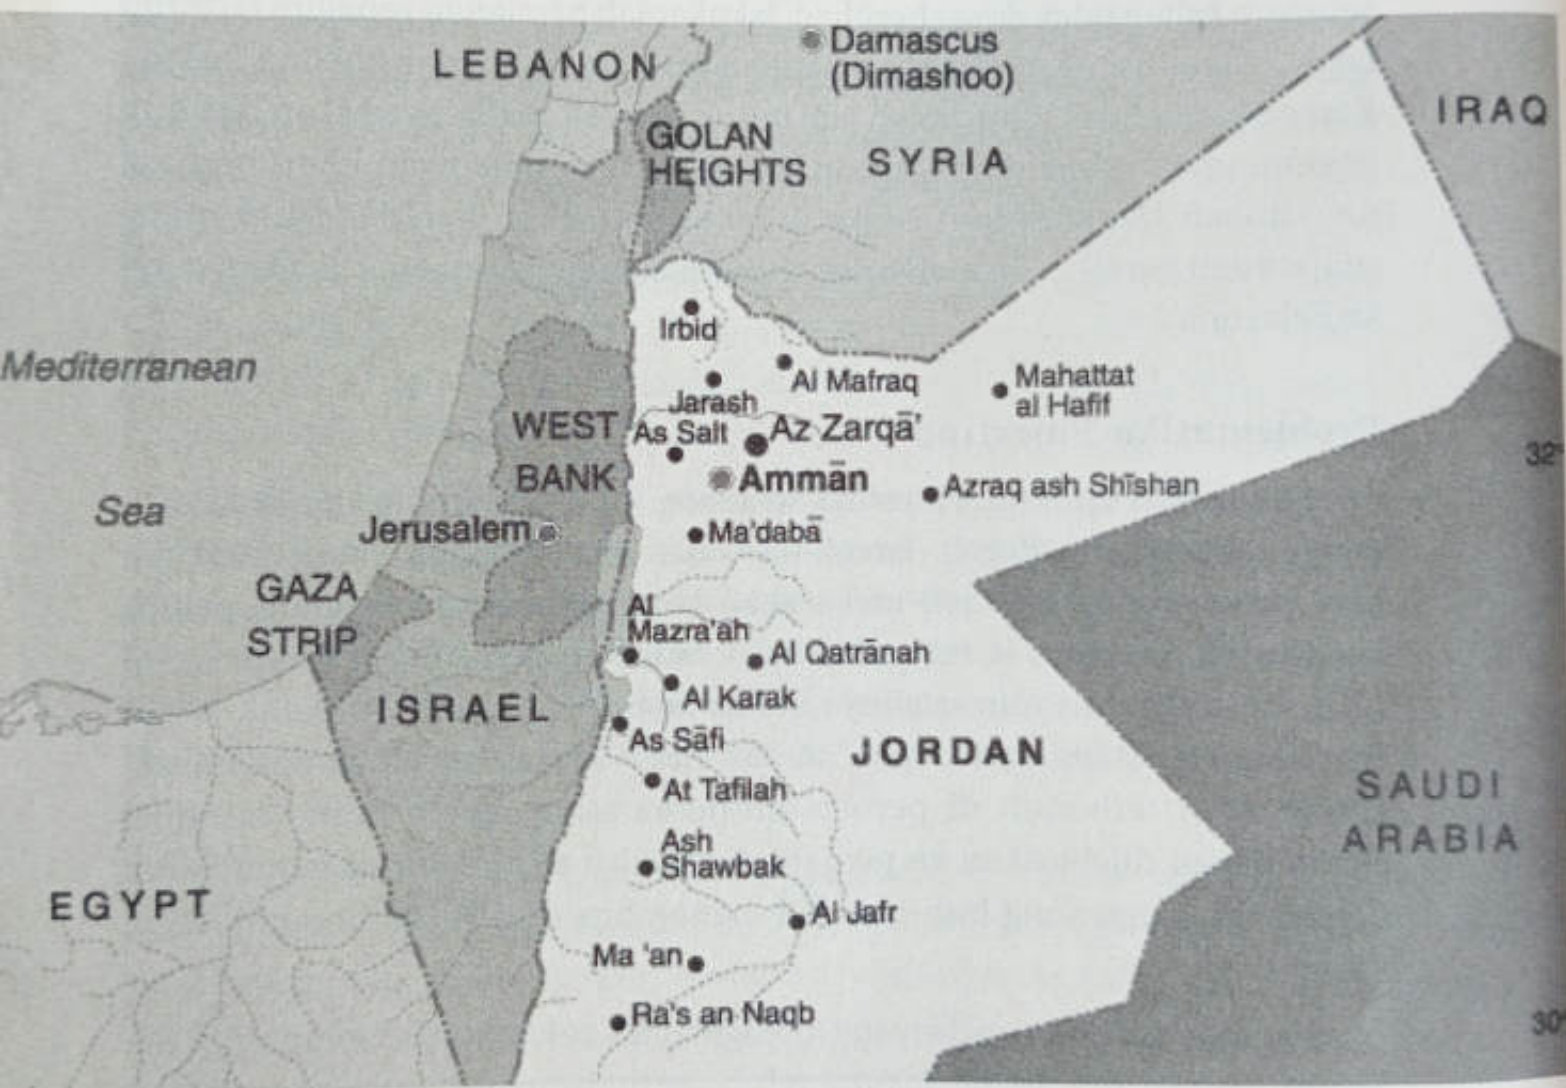 LEBANON
Damascus
(Dimashoo)
IRAQ
GOLAN
HEIGHTS
SYRIA
Irbid
Mediterranean
Al Mafraq
Mahattat
al Hafif
Jarash
WEST
BANK
As Salt
Az Zarqā'
32°
Ammān
Azraq ash Shīshan
Sea
Jerusalem
Ma'dabā
GAZA
STRIP
Al
Mazra'ah
Al Qatrānah
Al Karak
ISRAEL
As Sāfi
JORDAN
At Tafilah
SAUDI
ARABIA
Ash
Shawbak
EGYPT
Al Jafr
Ma 'an
Ra's an Naqb
30°